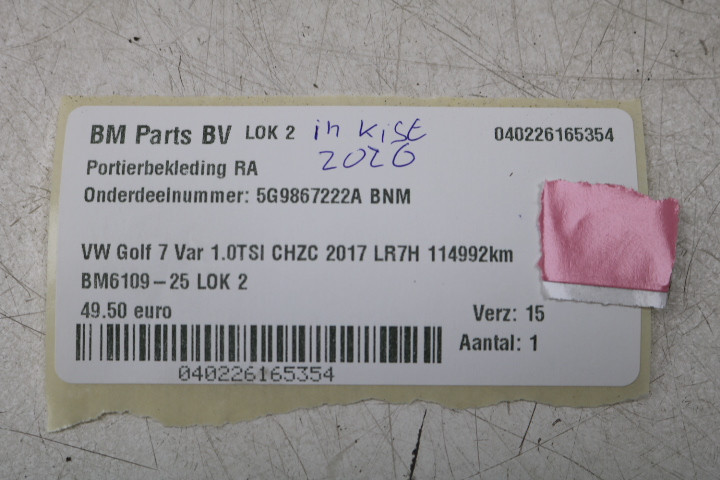 BM Parts BV LOK 2 in kist 040226165354
2020
Portierbekleding RA
Onderdeelnummer: 5G9867222A BNM
VW Golf 7 Var 1.0TSI CHZC 2017 LR7H 114992km
BM6109-25 LOK 2
49.50 euro Verz: 15
Aantal: 1
040226165354